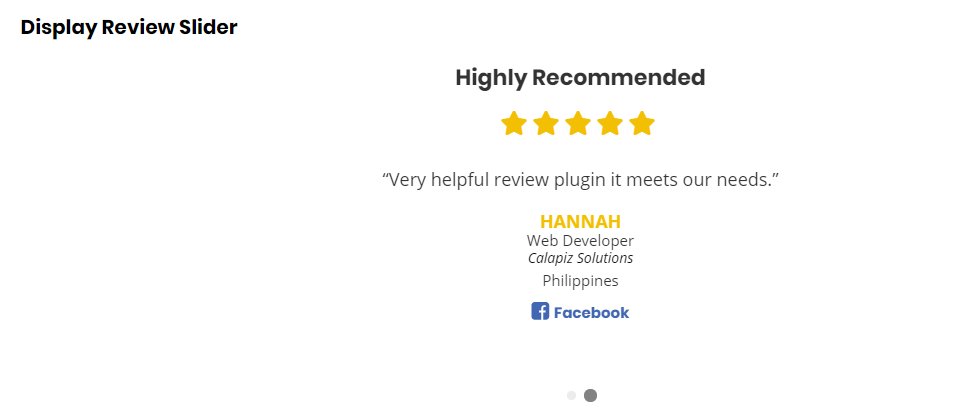 Display Review Slider
Highly Recommended
“Very helpful review plugin it meets our needs.”
HANNAH
Web Developer
Calapiz Solutions
Philippines
Facebook